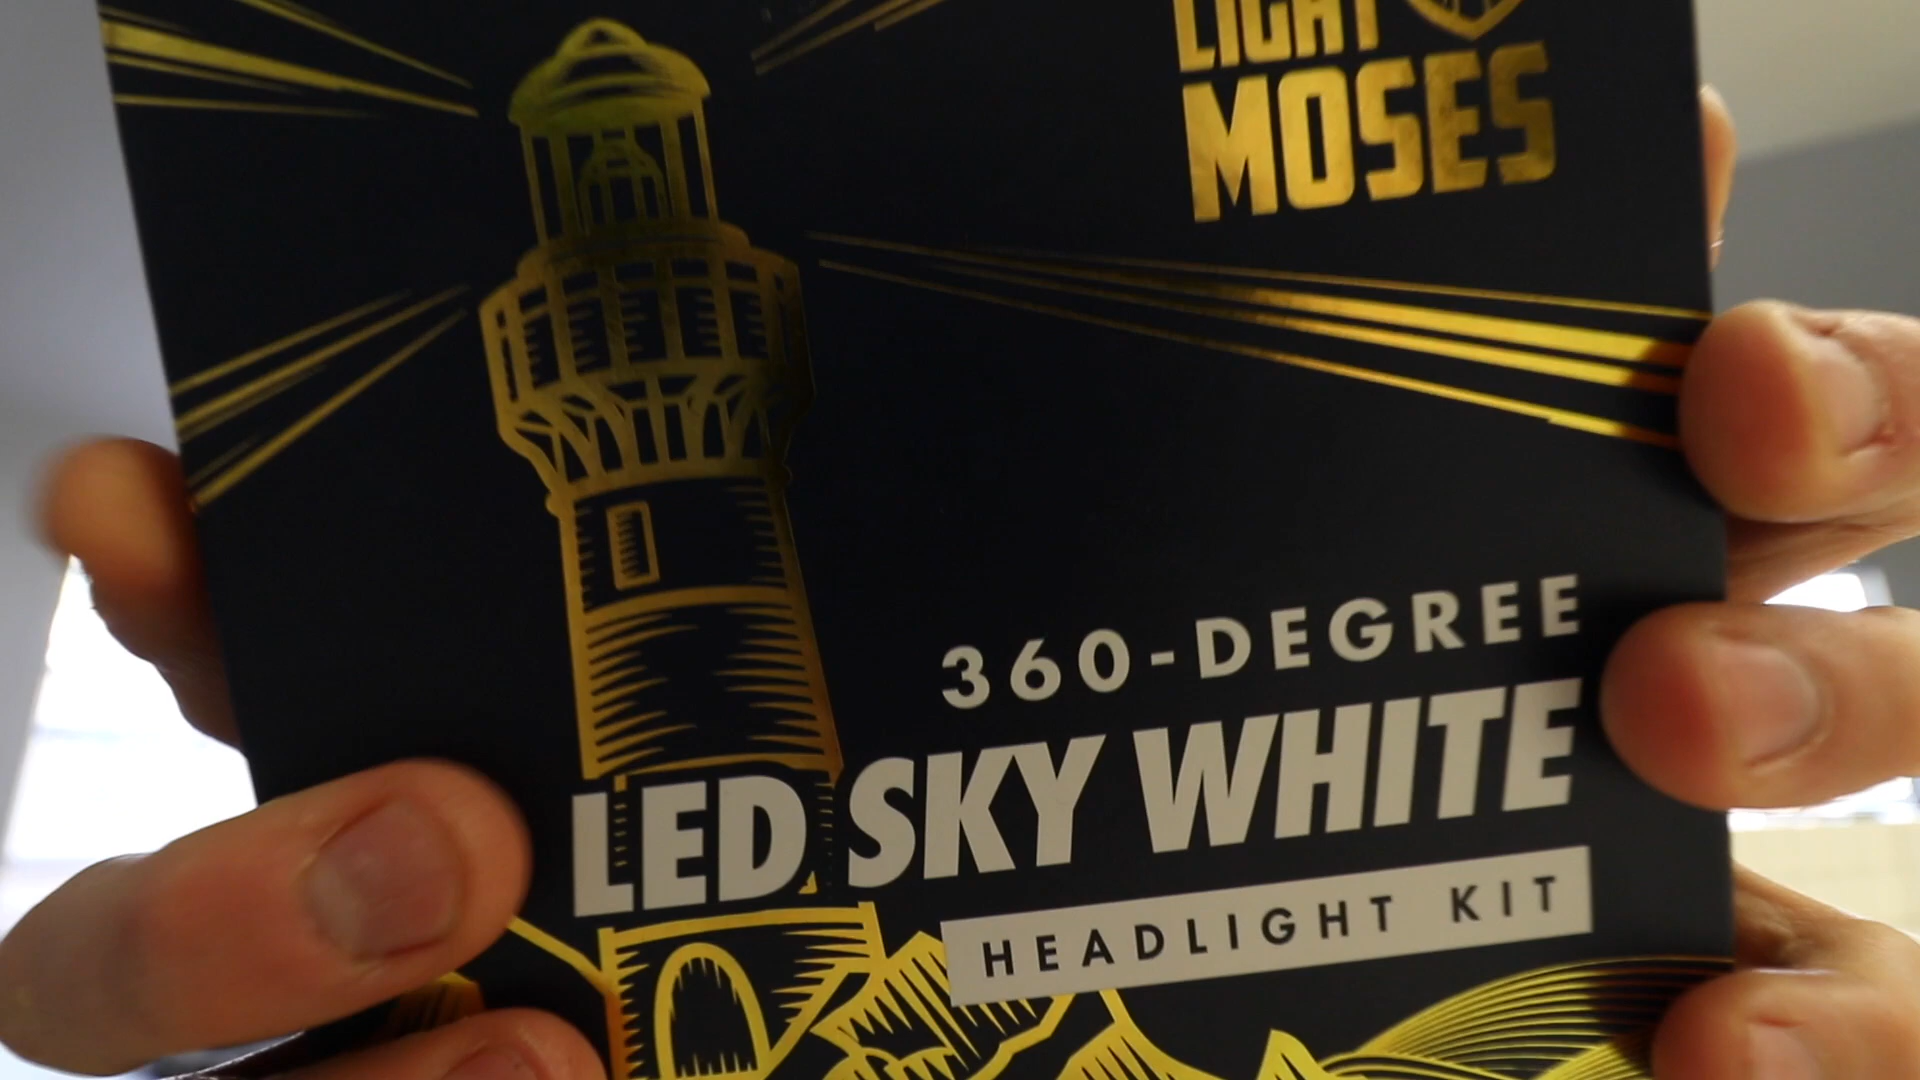 LIGHT
MOSES
360-DEGREE
LED SKY WHITE
HEADLIGHT KIT